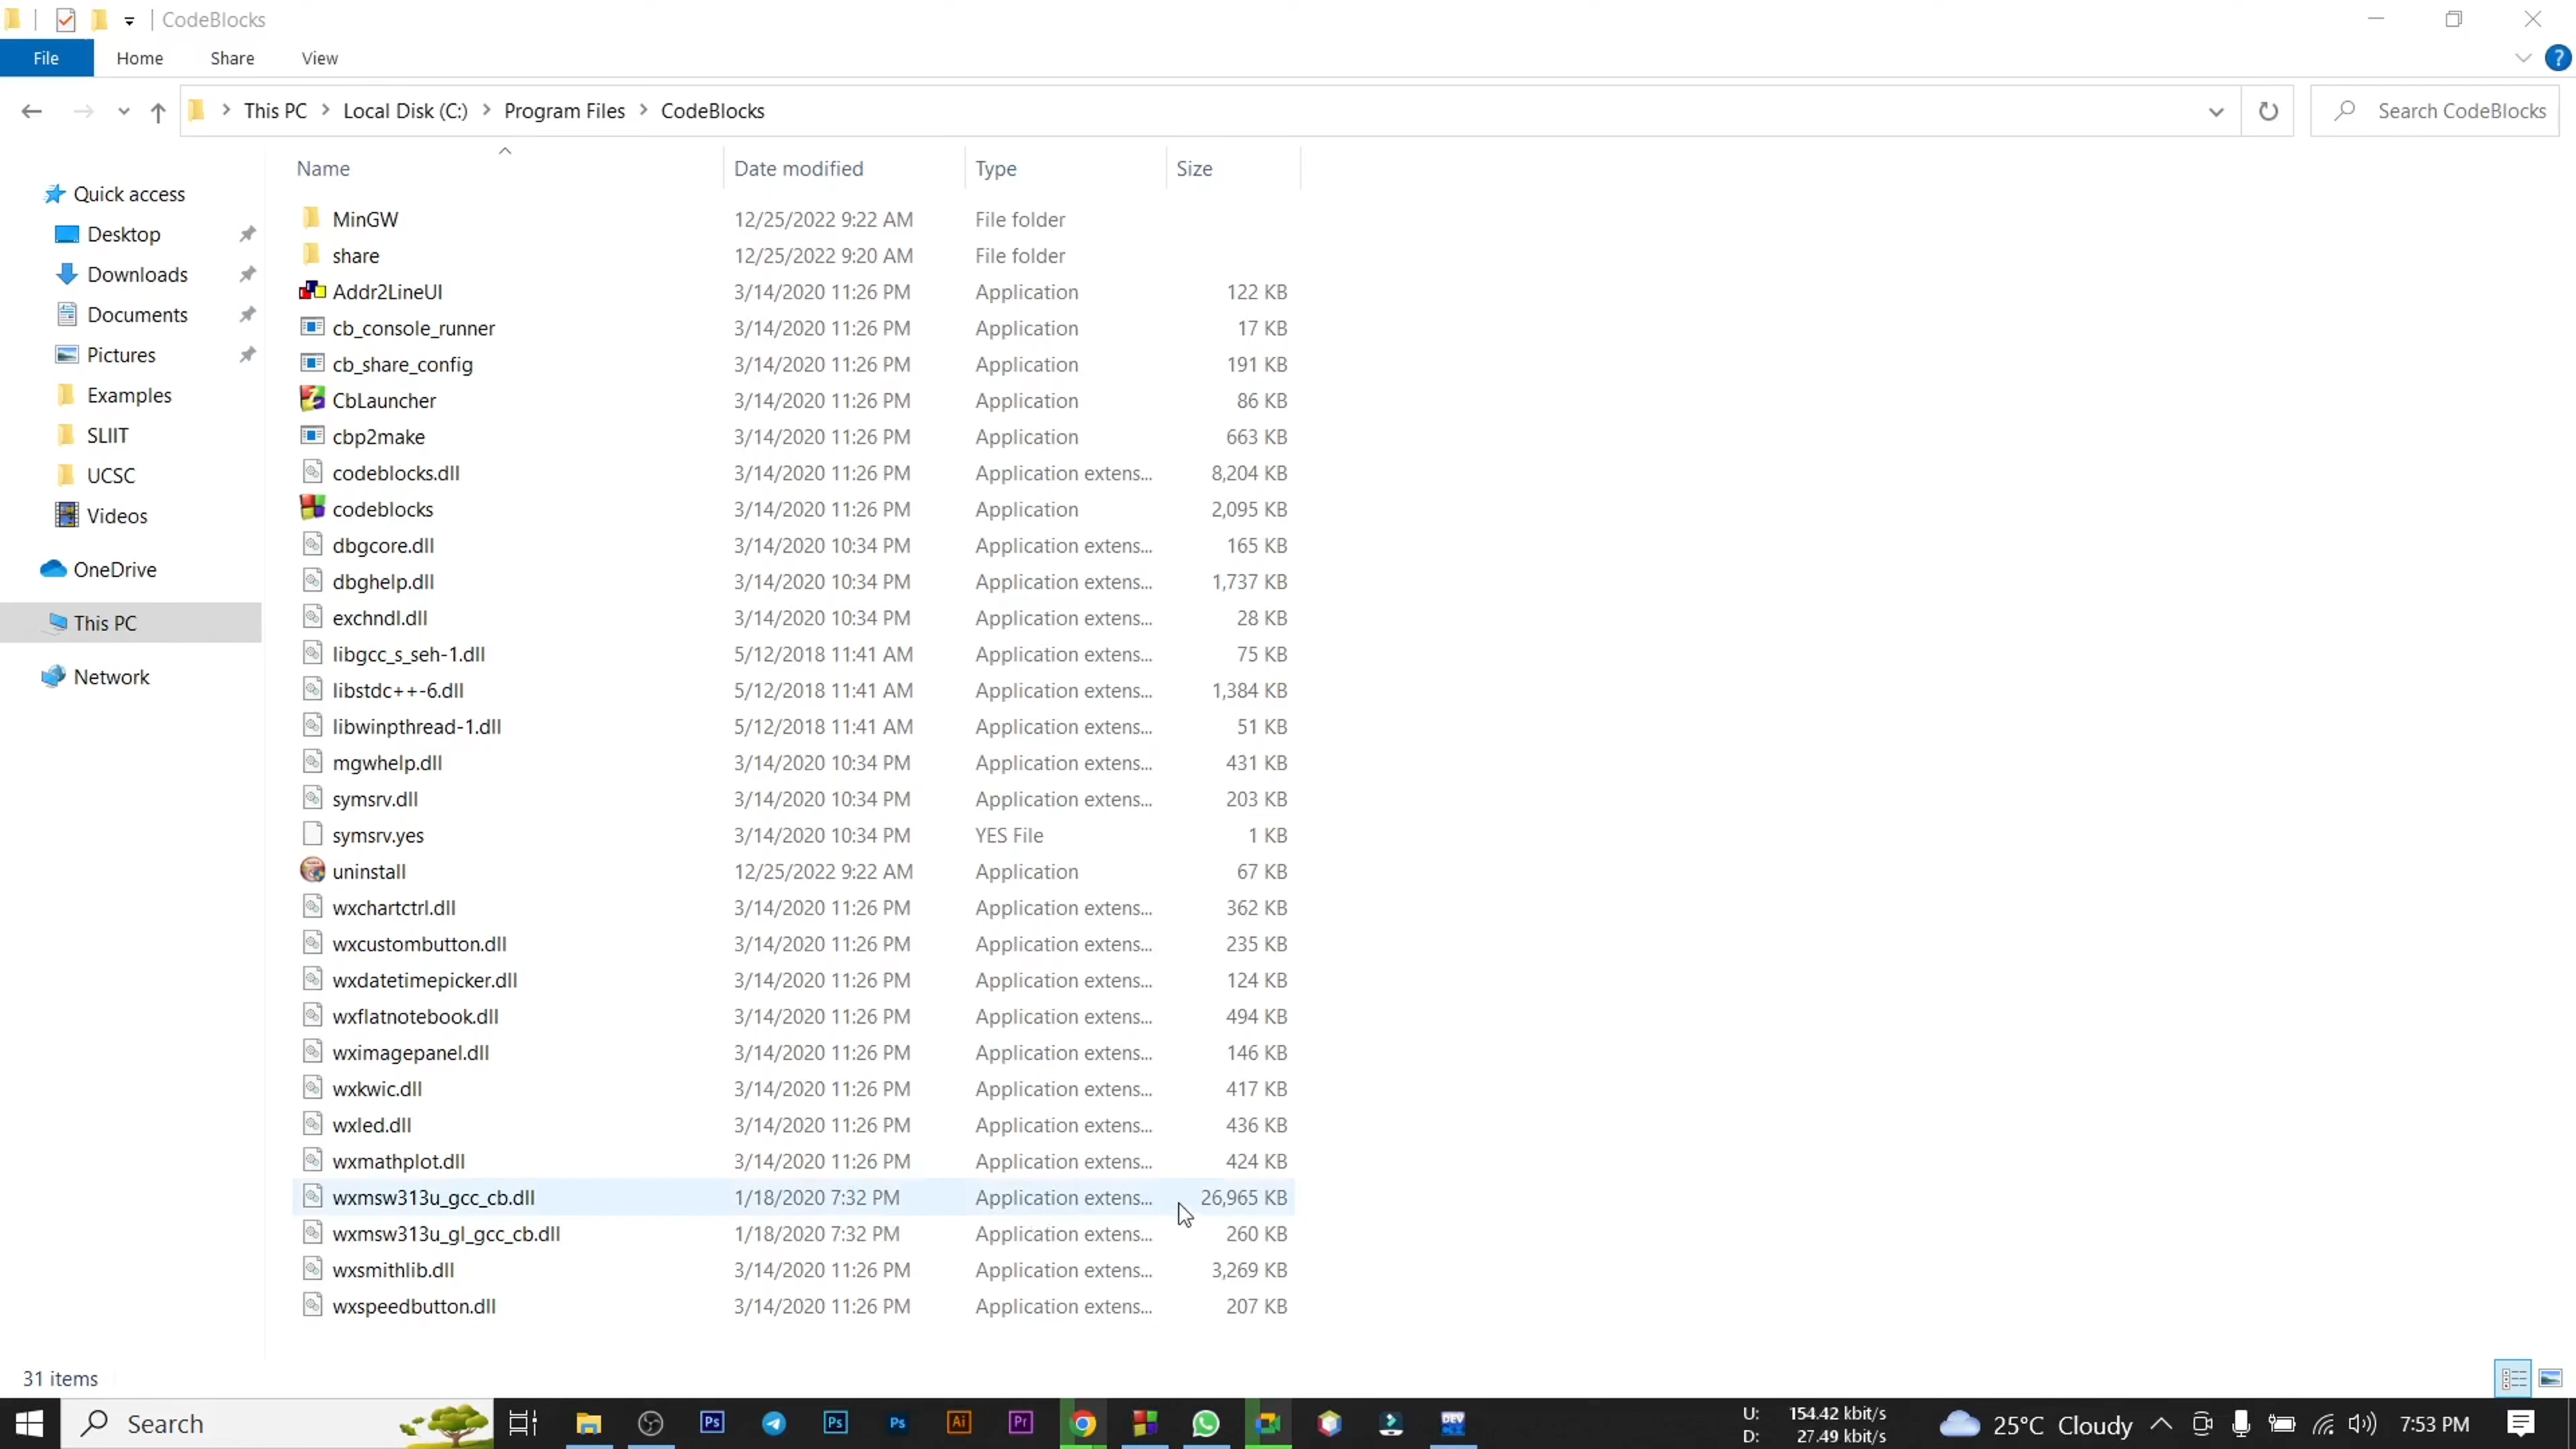 CodeBlocks
File Home Share View
This PC Local Disk (C:) Program Files CodeBlocks
Search CodeBlocks
Name Date modified Type Size
Quick access
Desktop
Downloads
Documents
Pictures
Examples
SLIIT
UCSC
Videos
OneDrive
This PC
Network
MinGW 12/25/2022 9:22 AM File folder
share 12/25/2022 9:20 AM File folder
Addr2LineUI 3/14/2020 11:26 PM Application 122 KB
cb_console_runner 3/14/2020 11:26 PM Application 17 KB
cb_share_config 3/14/2020 11:26 PM Application 191 KB
CbLauncher 3/14/2020 11:26 PM Application 86 KB
cbp2make 3/14/2020 11:26 PM Application 663 KB
codeblocks.dll 3/14/2020 11:26 PM Application extens... 8,204 KB
codeblocks 3/14/2020 11:26 PM Application 2,095 KB
dbgcore.dll 3/14/2020 10:34 PM Application extens... 165 KB
dbghelp.dll 3/14/2020 10:34 PM Application extens... 1,737 KB
exchndl.dll 3/14/2020 10:34 PM Application extens... 28 KB
libgcc_s_seh-1.dll 5/12/2018 11:41 AM Application extens... 75 KB
libstdc++-6.dll 5/12/2018 11:41 AM Application extens... 1,384 KB
libwinpthread-1.dll 5/12/2018 11:41 AM Application extens... 51 KB
mgwhelp.dll 3/14/2020 10:34 PM Application extens... 431 KB
symsrv.dll 3/14/2020 10:34 PM Application extens... 203 KB
symsrv.yes 3/14/2020 10:34 PM YES File 1 KB
uninstall 12/25/2022 9:22 AM Application 67 KB
wxchartctrl.dll 3/14/2020 11:26 PM Application extens... 362 KB
wxcustombutton.dll 3/14/2020 11:26 PM Application extens... 235 KB
wxdatetimepicker.dll 3/14/2020 11:26 PM Application extens... 124 KB
wxflatnotebook.dll 3/14/2020 11:26 PM Application extens... 494 KB
wximagepanel.dll 3/14/2020 11:26 PM Application extens... 146 KB
wxkwic.dll 3/14/2020 11:26 PM Application extens... 417 KB
wxled.dll 3/14/2020 11:26 PM Application extens... 436 KB
wxmathplot.dll 3/14/2020 11:26 PM Application extens... 424 KB
wxmsw313u_gcc_cb.dll 1/18/2020 7:32 PM Application extens... 26,965 KB
wxmsw313u_gl_gcc_cb.dll 1/18/2020 7:32 PM Application extens... 260 KB
wxsmithlib.dll 3/14/2020 11:26 PM Application extens... 3,269 KB
wxspeedbutton.dll 3/14/2020 11:26 PM Application extens... 207 KB
31 items
Search Ps Ps Ps Ai Pr DEV
U: 154.42 kbit/s
D: 27.49 kbit/s
25°C Cloudy 7:53 PM